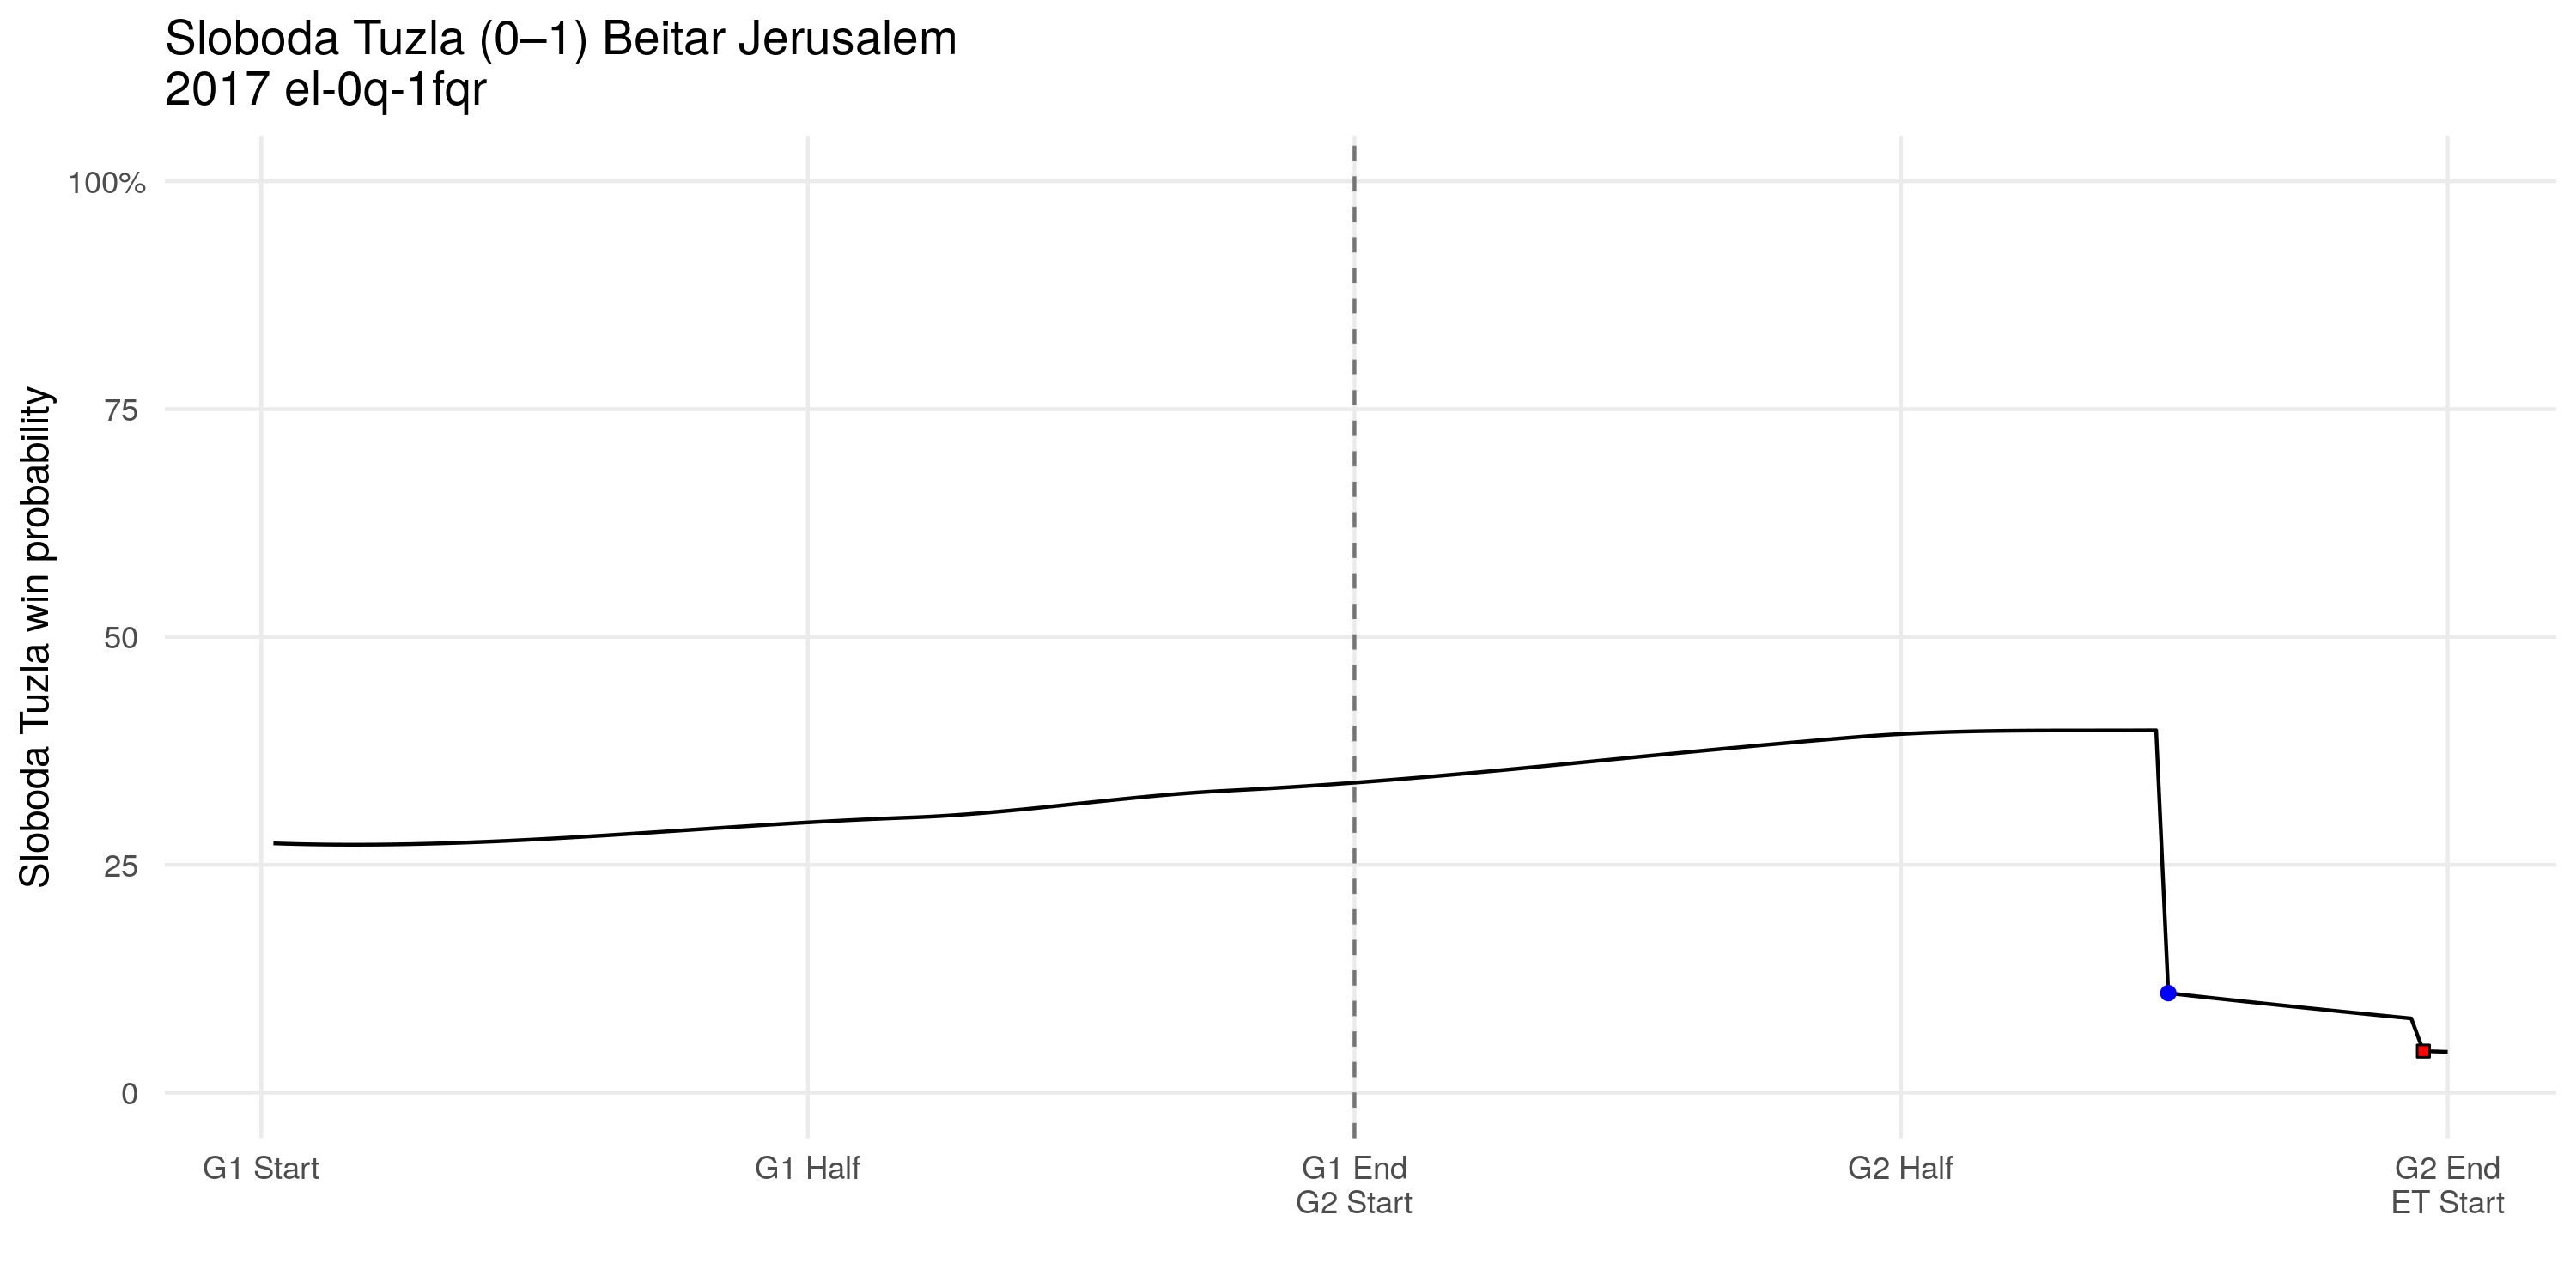 Sloboda Tuzla (0–1) Beitar Jerusalem
2017 el-0q-1fqr
Sloboda Tuzla win probability
100%
75
50
25
0
G1 Start
G1 Half
G1 End
G2 Start
G2 Half
G2 End
ET Start